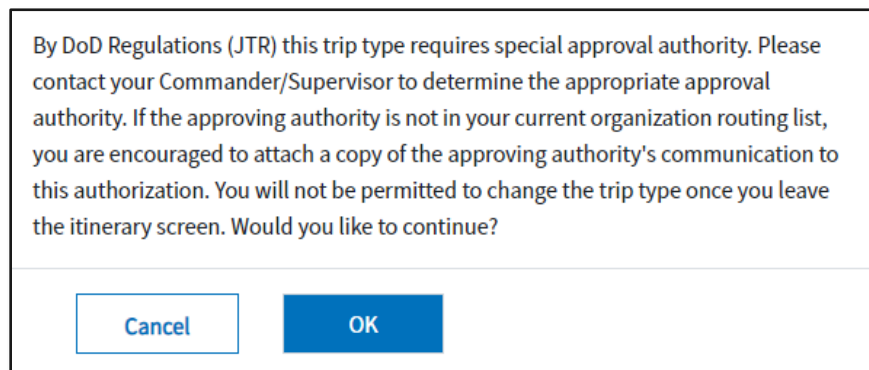 By DoD Regulations (JTR) this trip type requires special approval authority. Please
contact your Commander/Supervisor to determine the appropriate approval
authority. If the approving authority is not in your current organization routing list,
you are encouraged to attach a copy of the approving authority's communication to
this authorization. You will not be permitted to change the trip type once you leave
the itinerary screen. Would you like to continue?
Cancel OK